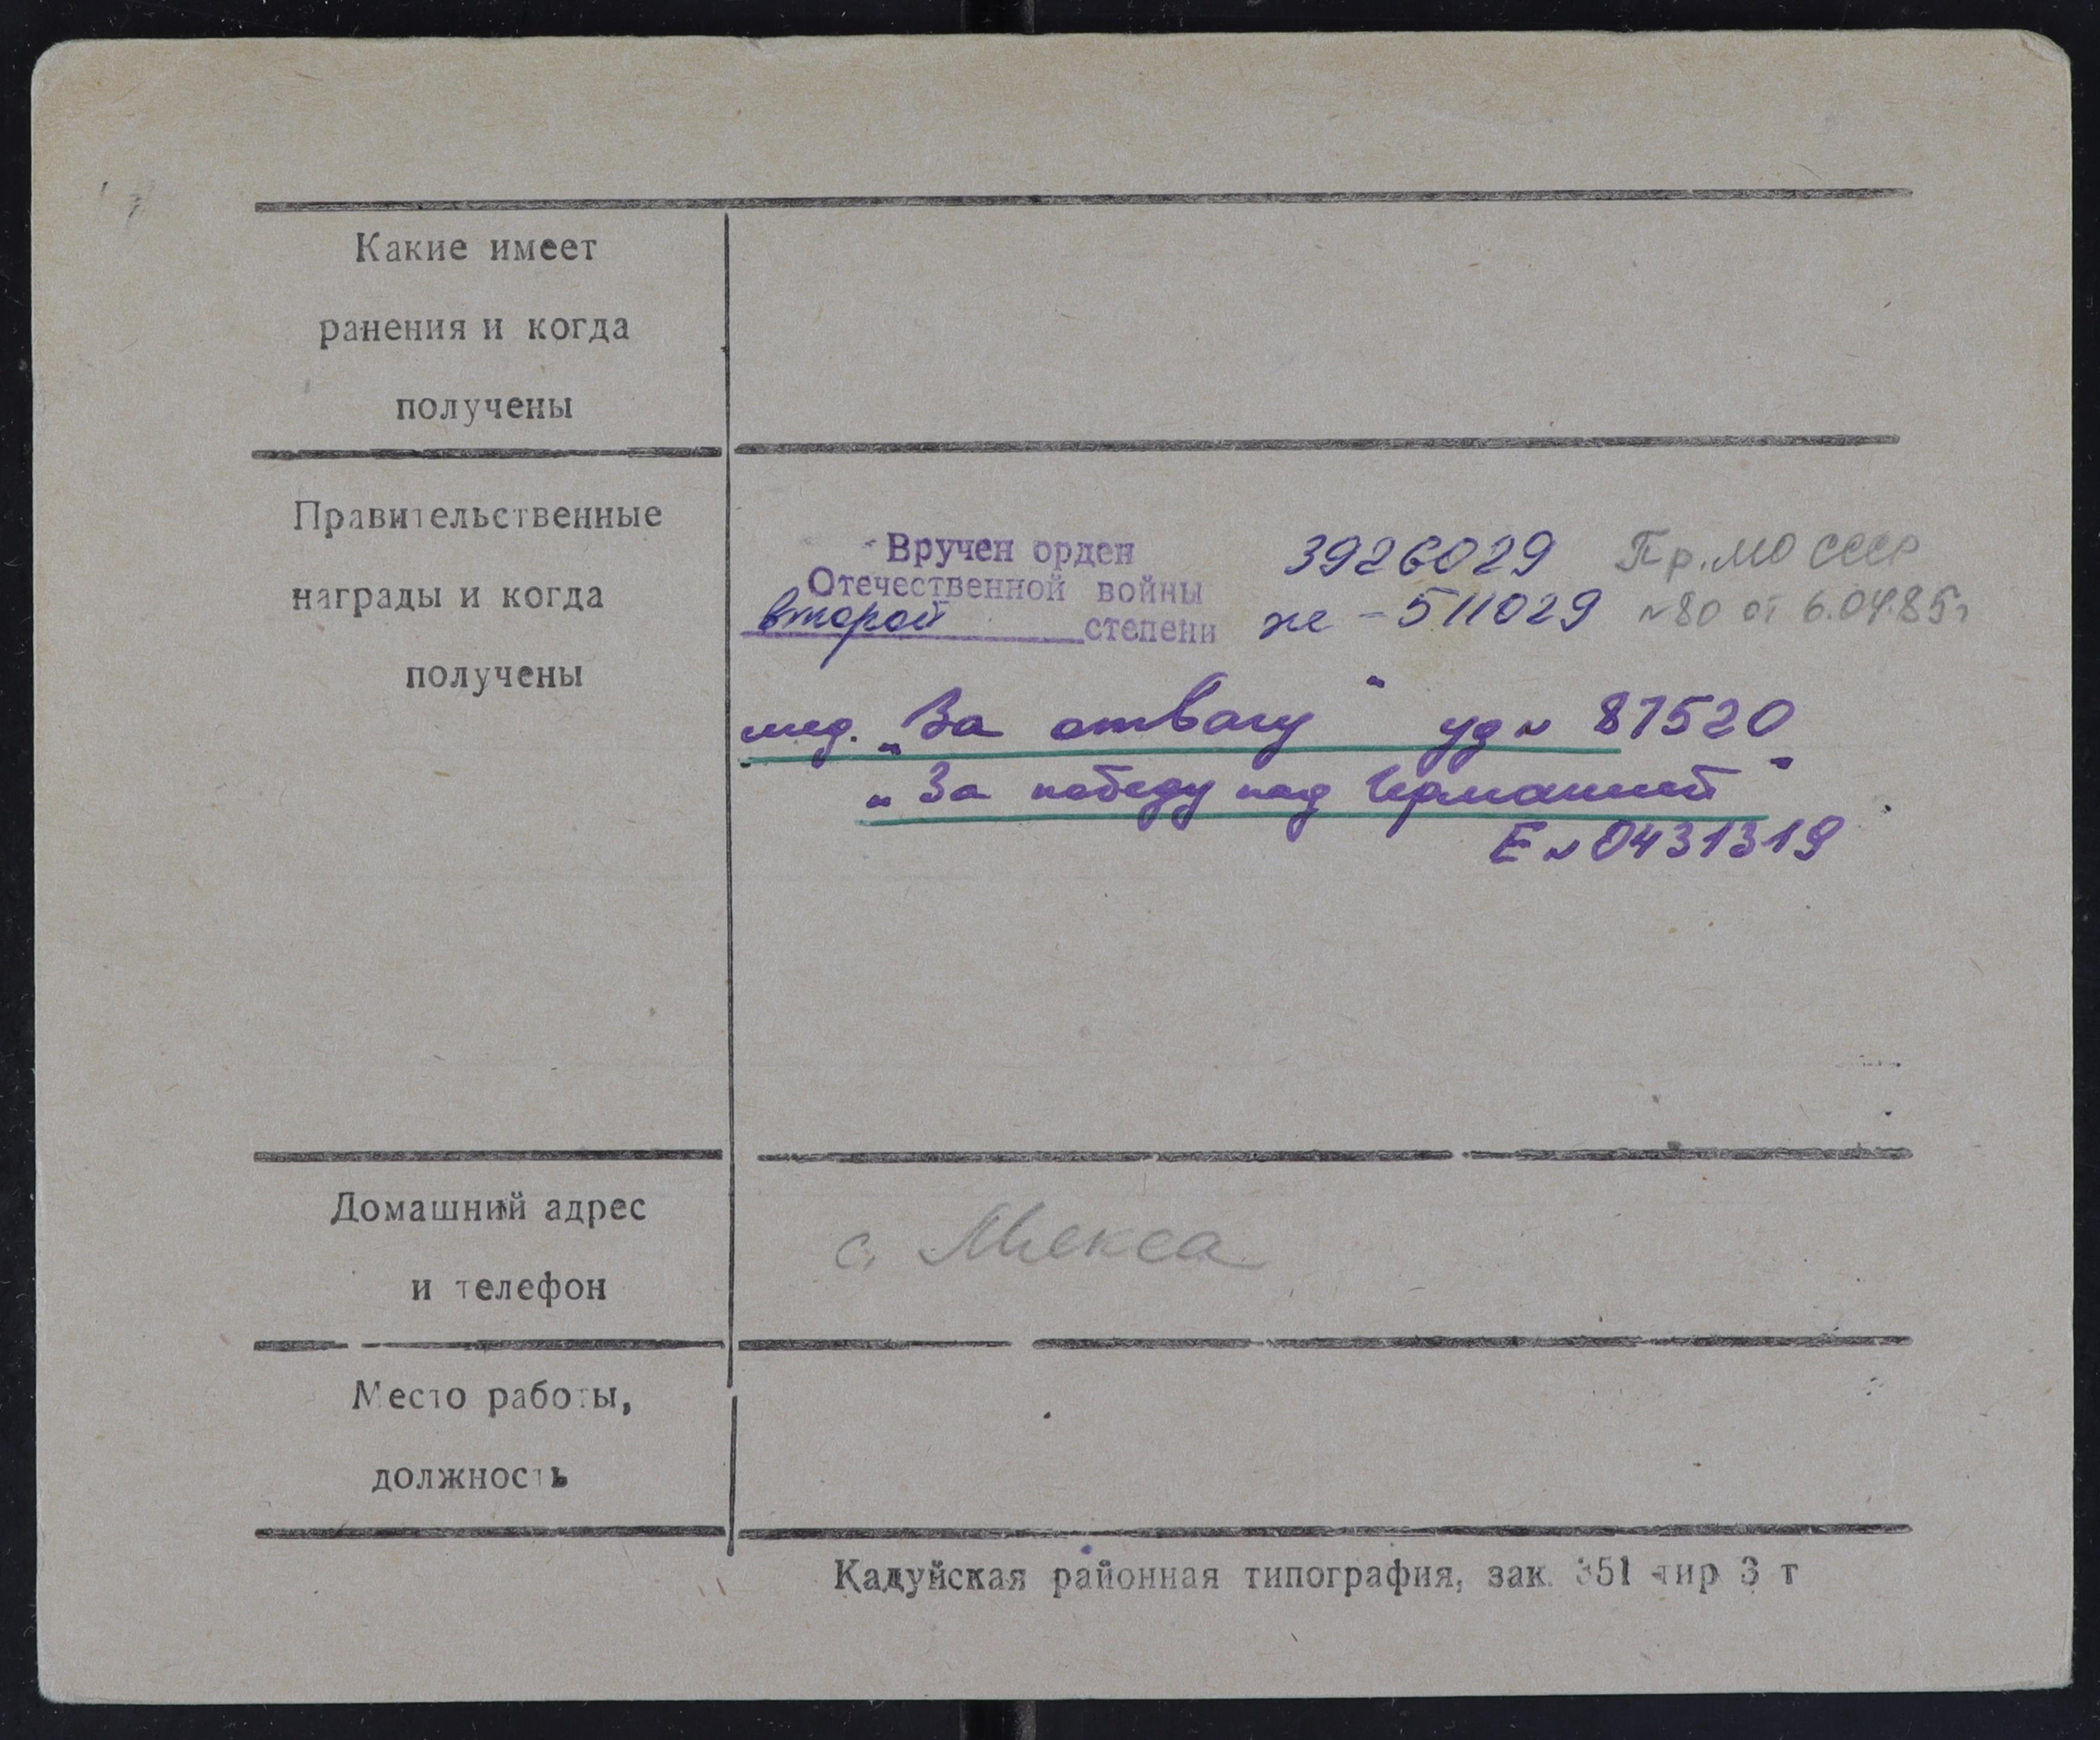 Какие имеет
ранения и когда
получены
Правительственные
награды и когда
получены
Вручен орден
Отечественной войны
второй степени
3926029
же - 511029
Пр. МО СССР
№80 от 6.04.85г
мед. „За отвагу" уд № 87520
„За победу над Германией"
Е № 0431319
Домашний адрес
и телефон
с. Мякса
Место работы,
должность
Кадуйская районная типография, зак. 351 тир 3 т